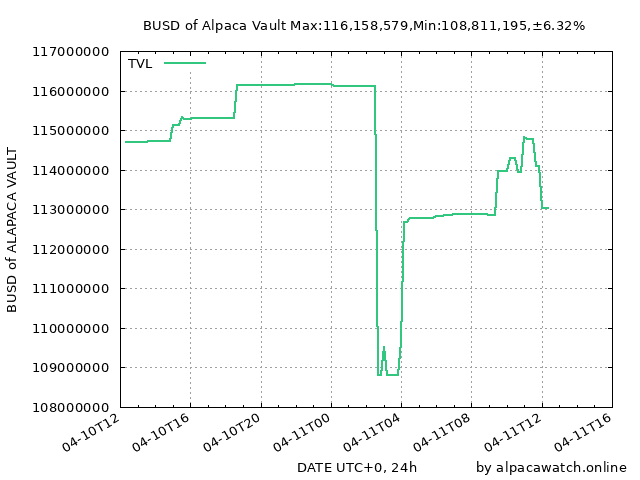 BUSD of Alpaca Vault Max:116,158,579,Min:108,811,195,±6.32%
TVL
117000000
116000000
115000000
114000000
113000000
112000000
111000000
110000000
109000000
108000000
BUSD of ALAPACA VAULT
04-10T12
04-10T16
04-10T20
04-11T00
04-11T04
04-11T08
04-11T12
04-11T16
DATE UTC+0, 24h
by alpacawatch.online